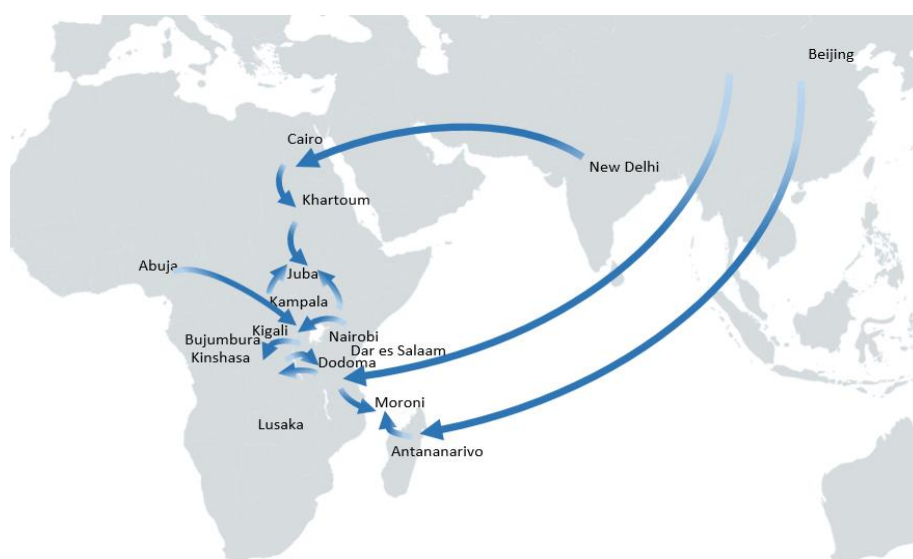 Beijing
Cairo
New Delhi
Khartoum
Abuja
Juba
Kampala
Kigali
Nairobi
Bujumbura
Dar es Salaam
Kinshasa
Dodoma
Moroni
Lusaka
Antananarivo